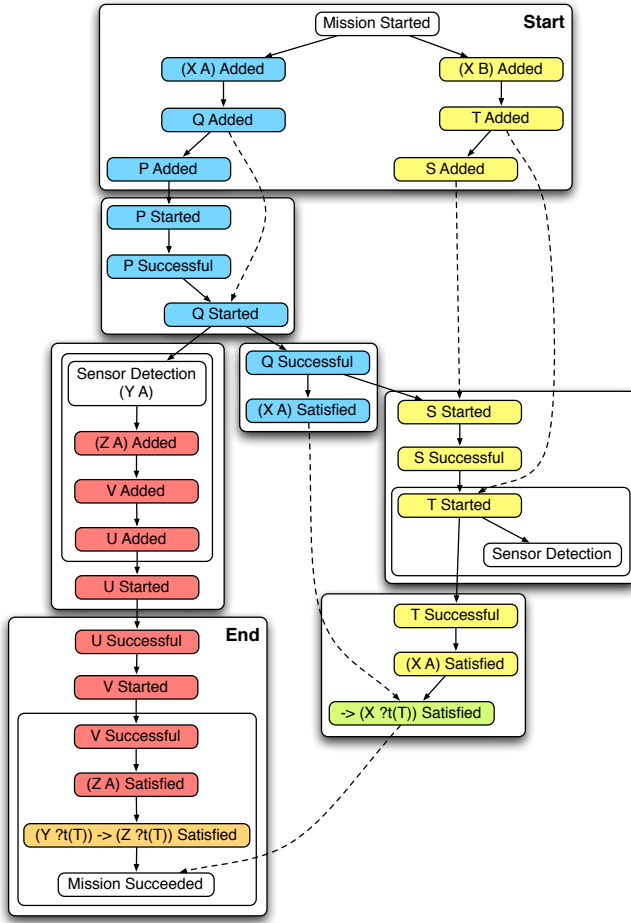 Mission Started
Start
(X A) Added
(X B) Added
Q Added
T Added
P Added
S Added
P Started
P Successful
Q Started
Sensor Detection
(Y A)
Q Successful
(X A) Satisfied
S Started
(Z A) Added
S Successful
V Added
T Started
U Added
Sensor Detection
U Started
T Successful
End
U Successful
(X A) Satisfied
V Started
-> (X ?t(T)) Satisfied
V Successful
(Z A) Satisfied
(Y ?t(T)) -> (Z ?t(T)) Satisfied
Mission Succeeded